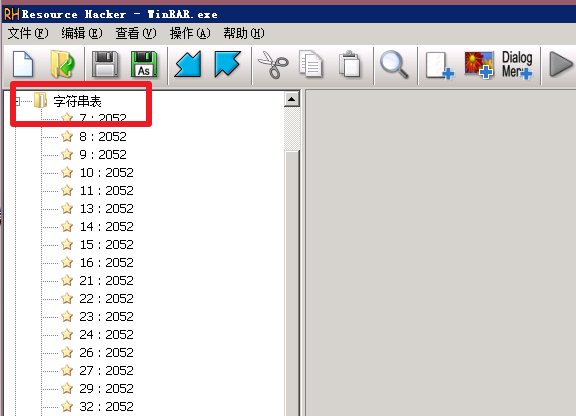 RH Resource Hacker - WinRAR.exe
文件(F) 编辑(E) 查看(V) 操作(A) 帮助(H)
As
Dialog
Menu
字符串表
7 : 2052
8 : 2052
9 : 2052
10 : 2052
11 : 2052
13 : 2052
14 : 2052
15 : 2052
16 : 2052
21 : 2052
22 : 2052
23 : 2052
24 : 2052
26 : 2052
27 : 2052
29 : 2052
32 : 2052